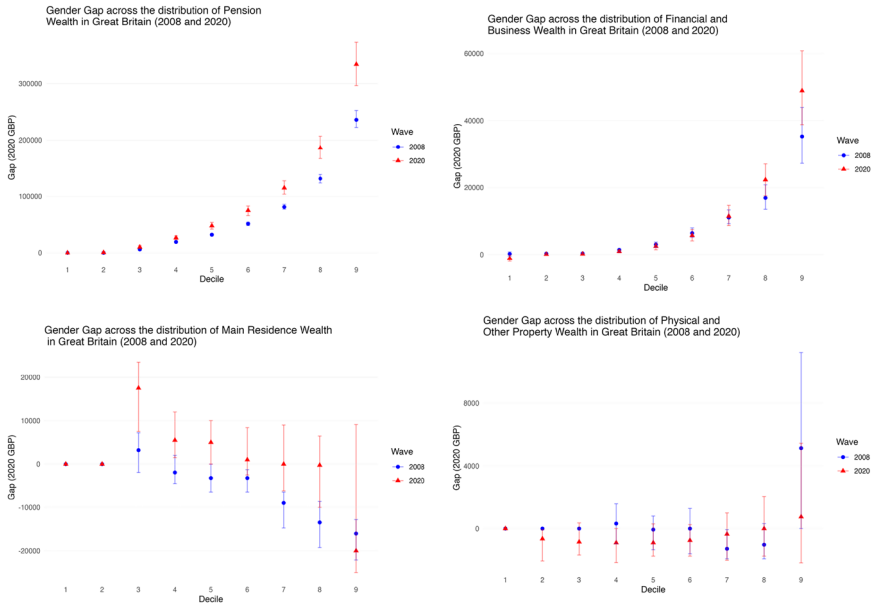 Gender Gap across the distribution of Pension
Wealth in Great Britain (2008 and 2020)
Gap (2020 GBP)
300000
200000
100000
0
1 2 3 4 5 6 7 8 9
Decile
Wave
2008
2020
Gender Gap across the distribution of Financial and
Business Wealth in Great Britain (2008 and 2020)
Gap (2020 GBP)
60000
40000
20000
0
1 2 3 4 5 6 7 8 9
Decile
Wave
2008
2020
Gender Gap across the distribution of Main Residence Wealth
in Great Britain (2008 and 2020)
Gap (2020 GBP)
20000
10000
0
-10000
-20000
1 2 3 4 5 6 7 8 9
Decile
Wave
2008
2020
Gender Gap across the distribution of Physical and
Other Property Wealth in Great Britain (2008 and 2020)
Gap (2020 GBP)
8000
4000
0
1 2 3 4 5 6 7 8 9
Decile
Wave
2008
2020